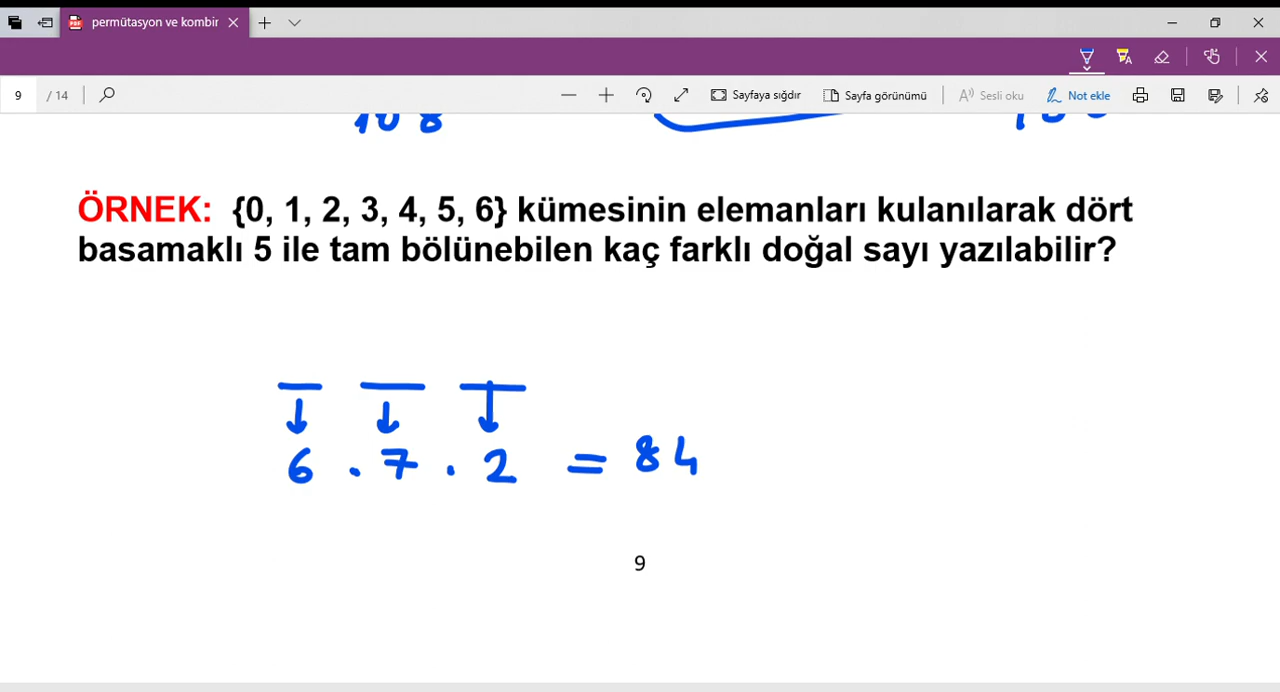 permütasyon ve kombir
9 / 14 Sayfaya sığdır Sayfa görünümü Sesli oku Not ekle
108
ÖRNEK: {0, 1, 2, 3, 4, 5, 6} kümesinin elemanları kulanılarak dört
basamaklı 5 ile tam bölünebilen kaç farklı doğal sayı yazılabilir?
6 . 7 . 2 = 84
9